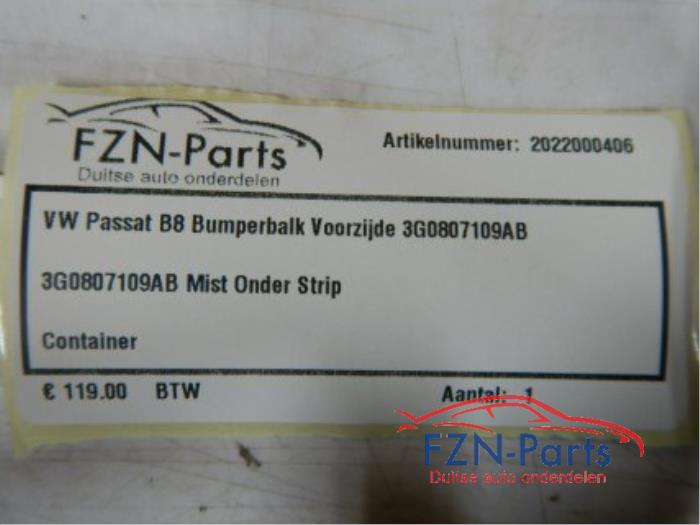 FZN-Parts
Duitse auto onderdelen
Artikelnummer: 2022000406
VW Passat B8 Bumperbalk Voorzijde 3G0807109AB
3G0807109AB Mist Onder Strip
Container
€ 119.00 BTW
Aantal: 1
FZN-Parts
Duitse auto onderdelen